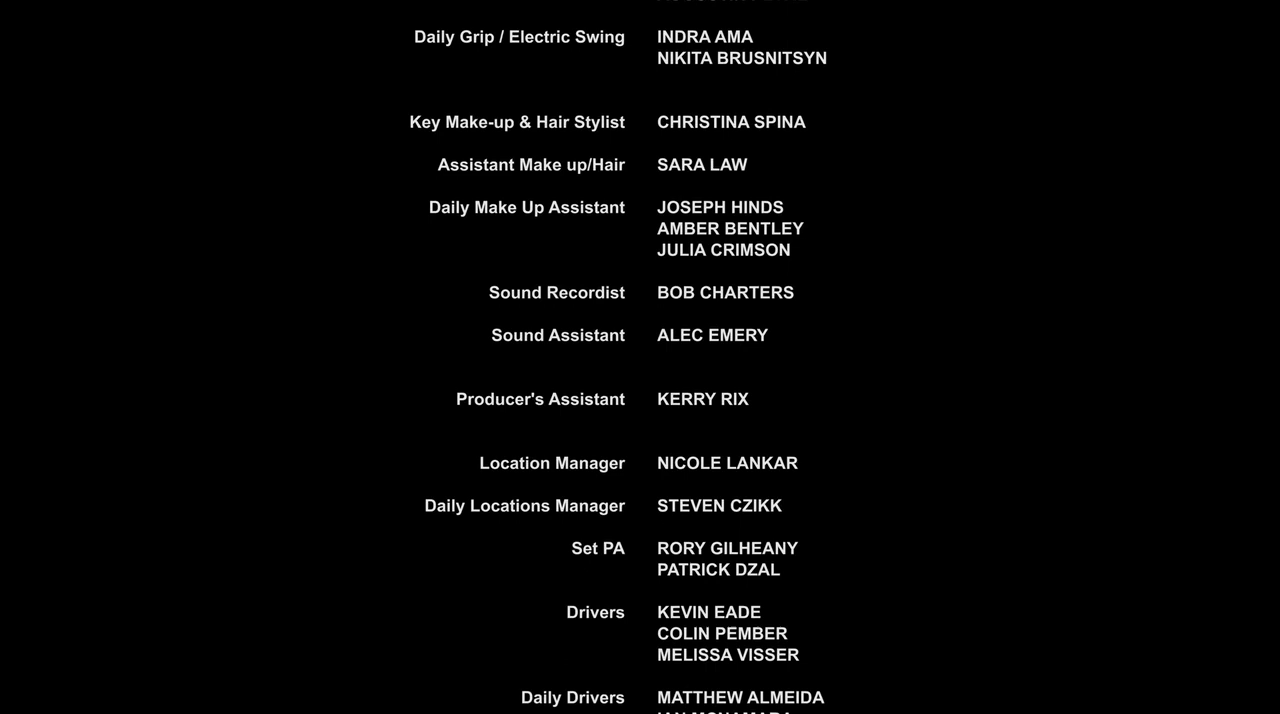 Daily Grip / Electric Swing INDRA AMA
NIKITA BRUSNITSYN
Key Make-up & Hair Stylist CHRISTINA SPINA
Assistant Make up/Hair SARA LAW
Daily Make Up Assistant JOSEPH HINDS
AMBER BENTLEY
JULIA CRIMSON
Sound Recordist BOB CHARTERS
Sound Assistant ALEC EMERY
Producer's Assistant KERRY RIX
Location Manager NICOLE LANKAR
Daily Locations Manager STEVEN CZIKK
Set PA RORY GILHEANY
PATRICK DZAL
Drivers KEVIN EADE
COLIN PEMBER
MELISSA VISSER
Daily Drivers MATTHEW ALMEIDA